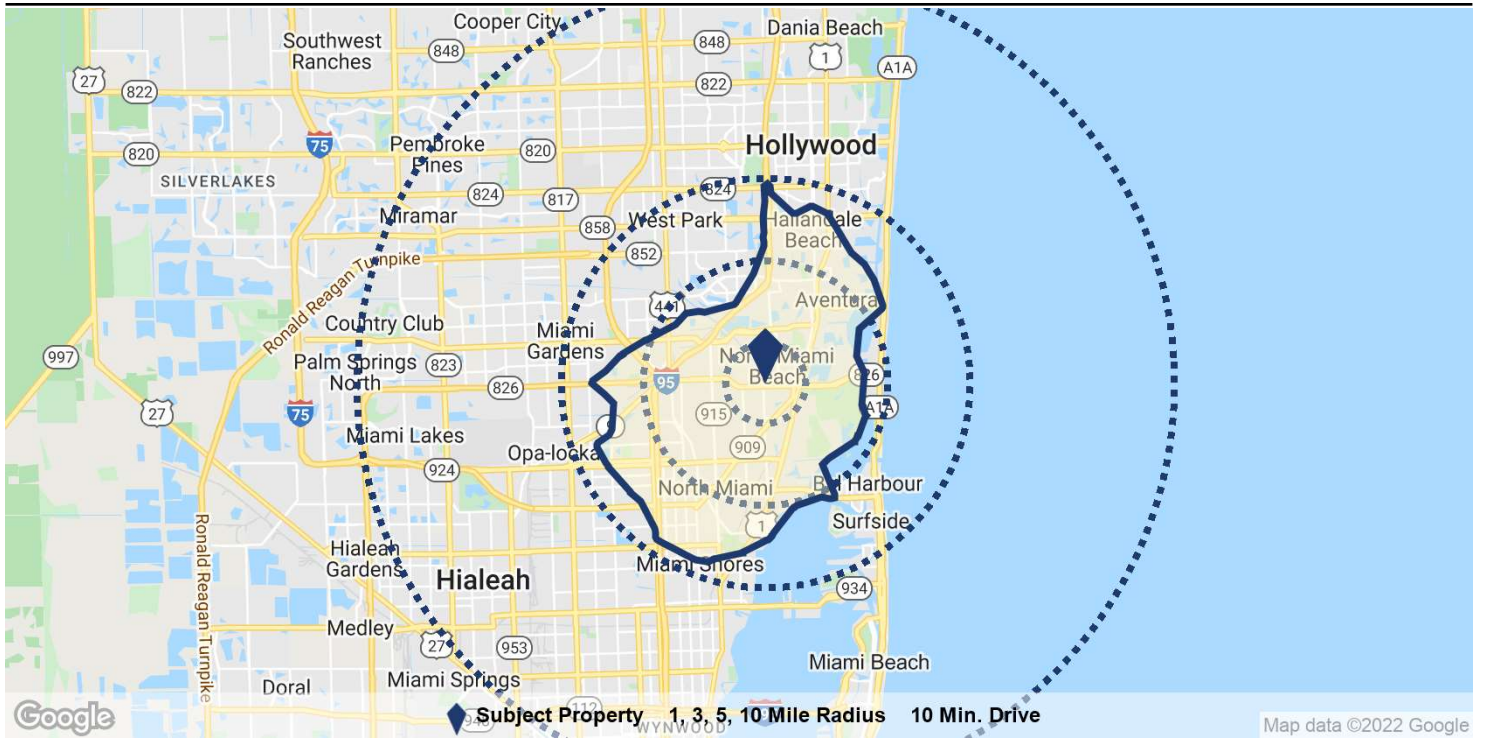 Cooper City
Dania Beach
Southwest
Ranches
848
848
1
A1A
27
822
822
75
Pembroke
Pines
820
820
Hollywood
SILVERLAKES
824
817
824
Miramar
858
West Park
Hallandale
Beach
852
Ronald Reagan Turnpike
441
Aventura
Country Club
Miami
Gardens
997
Palm Springs
North
823
826
95
North Miami
Beach
826
27
75
915
A1A
9
Miami Lakes
909
924
Opa-locka
North Miami
Bal Harbour
1
Surfside
Ronald Reagan Turnpike
Hialeah
Gardens
Hialeah
Miami Shores
934
Medley
27
953
Miami Beach
Doral
Miami Springs
112
Google
948
Subject Property 1, 3, 5, 10 Mile Radius 10 Min. Drive
WYNWOOD
Map data ©2022 Google